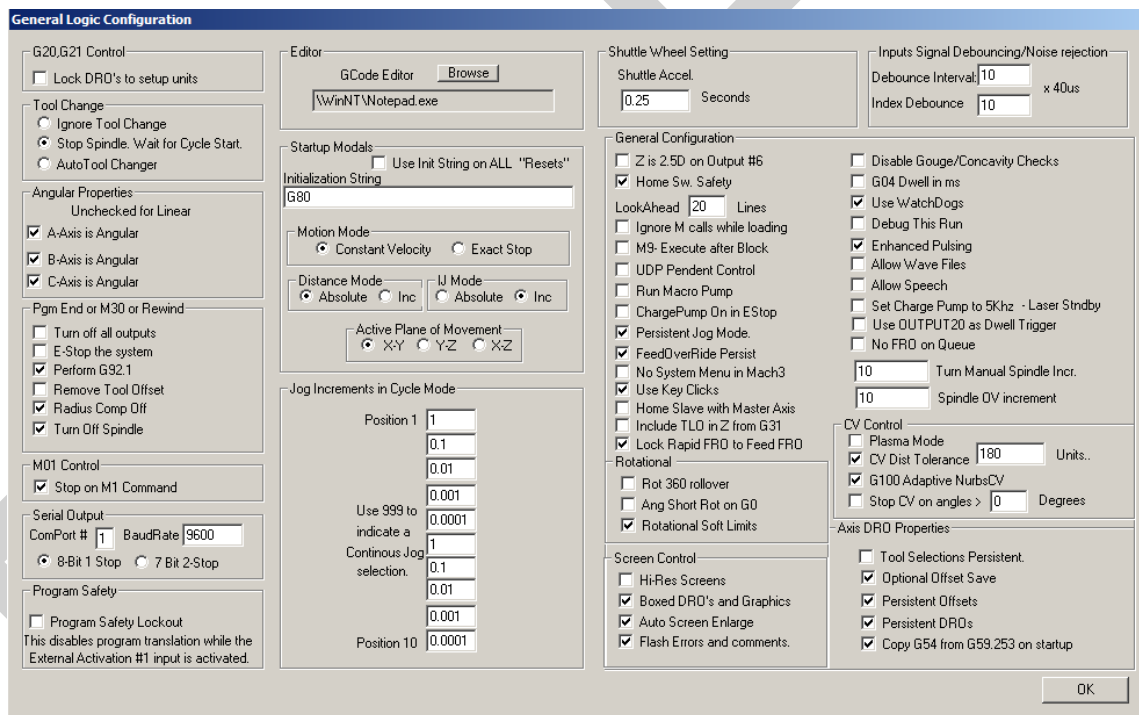 General Logic Configuration
G20,G21 Control
Lock DRO's to setup units
Tool Change
Ignore Tool Change
Stop Spindle. Wait for Cycle Start.
AutoTool Changer
Angular Properties
Unchecked for Linear
A-Axis is Angular
B-Axis is Angular
C-Axis is Angular
Pgm End or M30 or Rewind
Turn off all outputs
E-Stop the system
Perform G92.1
Remove Tool Offset
Radius Comp Off
Turn Off Spindle
M01 Control
Stop on M1 Command
Serial Output
ComPort # 1 BaudRate 9600
8-Bit 1 Stop 7 Bit 2-Stop
Program Safety
Program Safety Lockout
This disables program translation while the
External Activation #1 input is activated.
Editor
GCode Editor Browse
\WinNT\Notepad.exe
Startup Modals
Use Init String on ALL "Resets"
Initialization String
G80
Motion Mode
Constant Velocity Exact Stop
Distance Mode
Absolute Inc
IJ Mode
Absolute Inc
Active Plane of Movement
X-Y Y-Z X-Z
Jog Increments in Cycle Mode
Position 1 1
0.1
0.01
0.001
Use 999 to 0.0001
indicate a
Continous Jog 1
selection. 0.1
0.01
0.001
Position 10 0.0001
Shuttle Wheel Setting
Shuttle Accel.
0.25 Seconds
Inputs Signal Debouncing/Noise rejection
Debounce Interval: 10
x 40us
Index Debounce 10
General Configuration
Z is 2.5D on Output #6
Home Sw. Safety
LookAhead 20 Lines
Ignore M calls while loading
M9- Execute after Block
UDP Pendent Control
Run Macro Pump
ChargePump On in EStop
Persistent Jog Mode.
FeedOverRide Persist
No System Menu in Mach3
Use Key Clicks
Home Slave with Master Axis
Include TLO in Z from G31
Lock Rapid FRO to Feed FRO
Disable Gouge/Concavity Checks
G04 Dwell in ms
Use WatchDogs
Debug This Run
Enhanced Pulsing
Allow Wave Files
Allow Speech
Set Charge Pump to 5Khz - Laser Stndby
Use OUTPUT20 as Dwell Trigger
No FRO on Queue
10 Turn Manual Spindle Incr.
10 Spindle OV increment
Rotational
Rot 360 rollover
Ang Short Rot on G0
Rotational Soft Limits
Screen Control
Hi-Res Screens
Boxed DRO's and Graphics
Auto Screen Enlarge
Flash Errors and comments.
CV Control
Plasma Mode
CV Dist Tolerance 180 Units..
G100 Adaptive NurbsCV
Stop CV on angles > 0 Degrees
Axis DRO Properties
Tool Selections Persistent.
Optional Offset Save
Persistent Offsets
Persistent DROs
Copy G54 from G59.253 on startup
OK